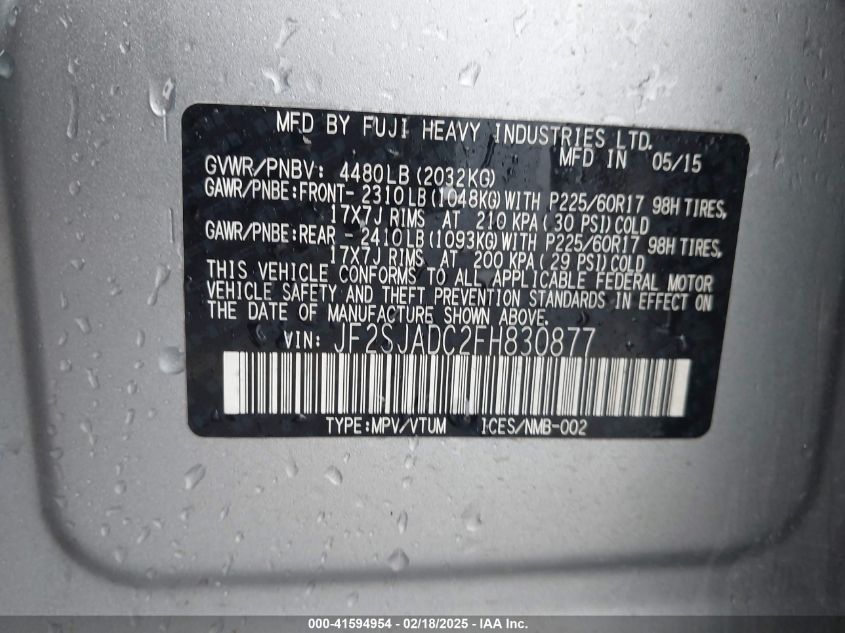 MFD BY FUJI HEAVY INDUSTRIES LTD.
MFD IN 05/15
GVWR/PNBV: 4480LB(2032KG)
GAWR/PNBE:FRONT- 2310LB(1048KG)WITH P225/60R17 98H TIRES,
17X7J RIMS AT 210 KPA(30 PSI)COLD
GAWR/PNBE:REAR - 2410LB(1093KG)WITH P225/60R17 98H TIRES,
17X7J RIMS AT 200 KPA(29 PSI)COLD
THIS VEHICLE CONFORMS TO ALL APPLICABLE FEDERAL MOTOR
VEHICLE SAFETY AND THEFT PREVENTION STANDARDS IN EFFECT ON
THE DATE OF MANUFACTURE SHOWN ABOVE.
VIN: JF2SJADC2FH830877
TYPE:MPV/VTUM ICES/NMB-002
000-41594954 - 02/18/2025 - IAA Inc.